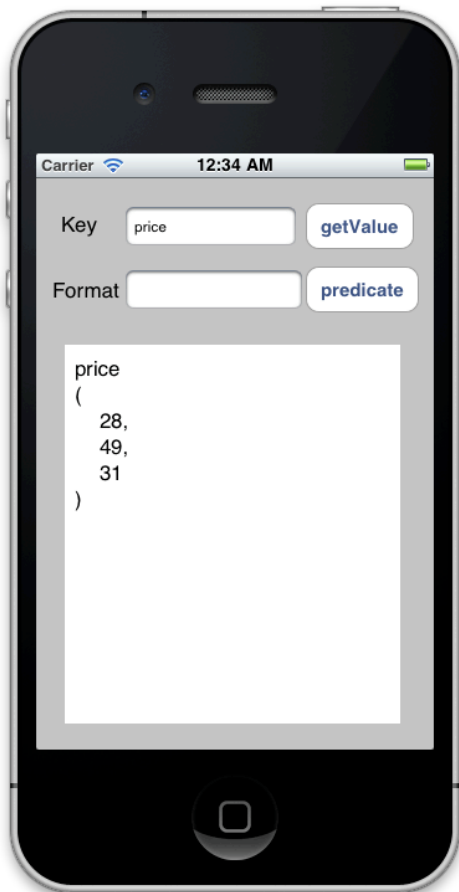 Carrier 12:34 AM
Key price getValue
Format predicate
price
(
28,
49,
31
)